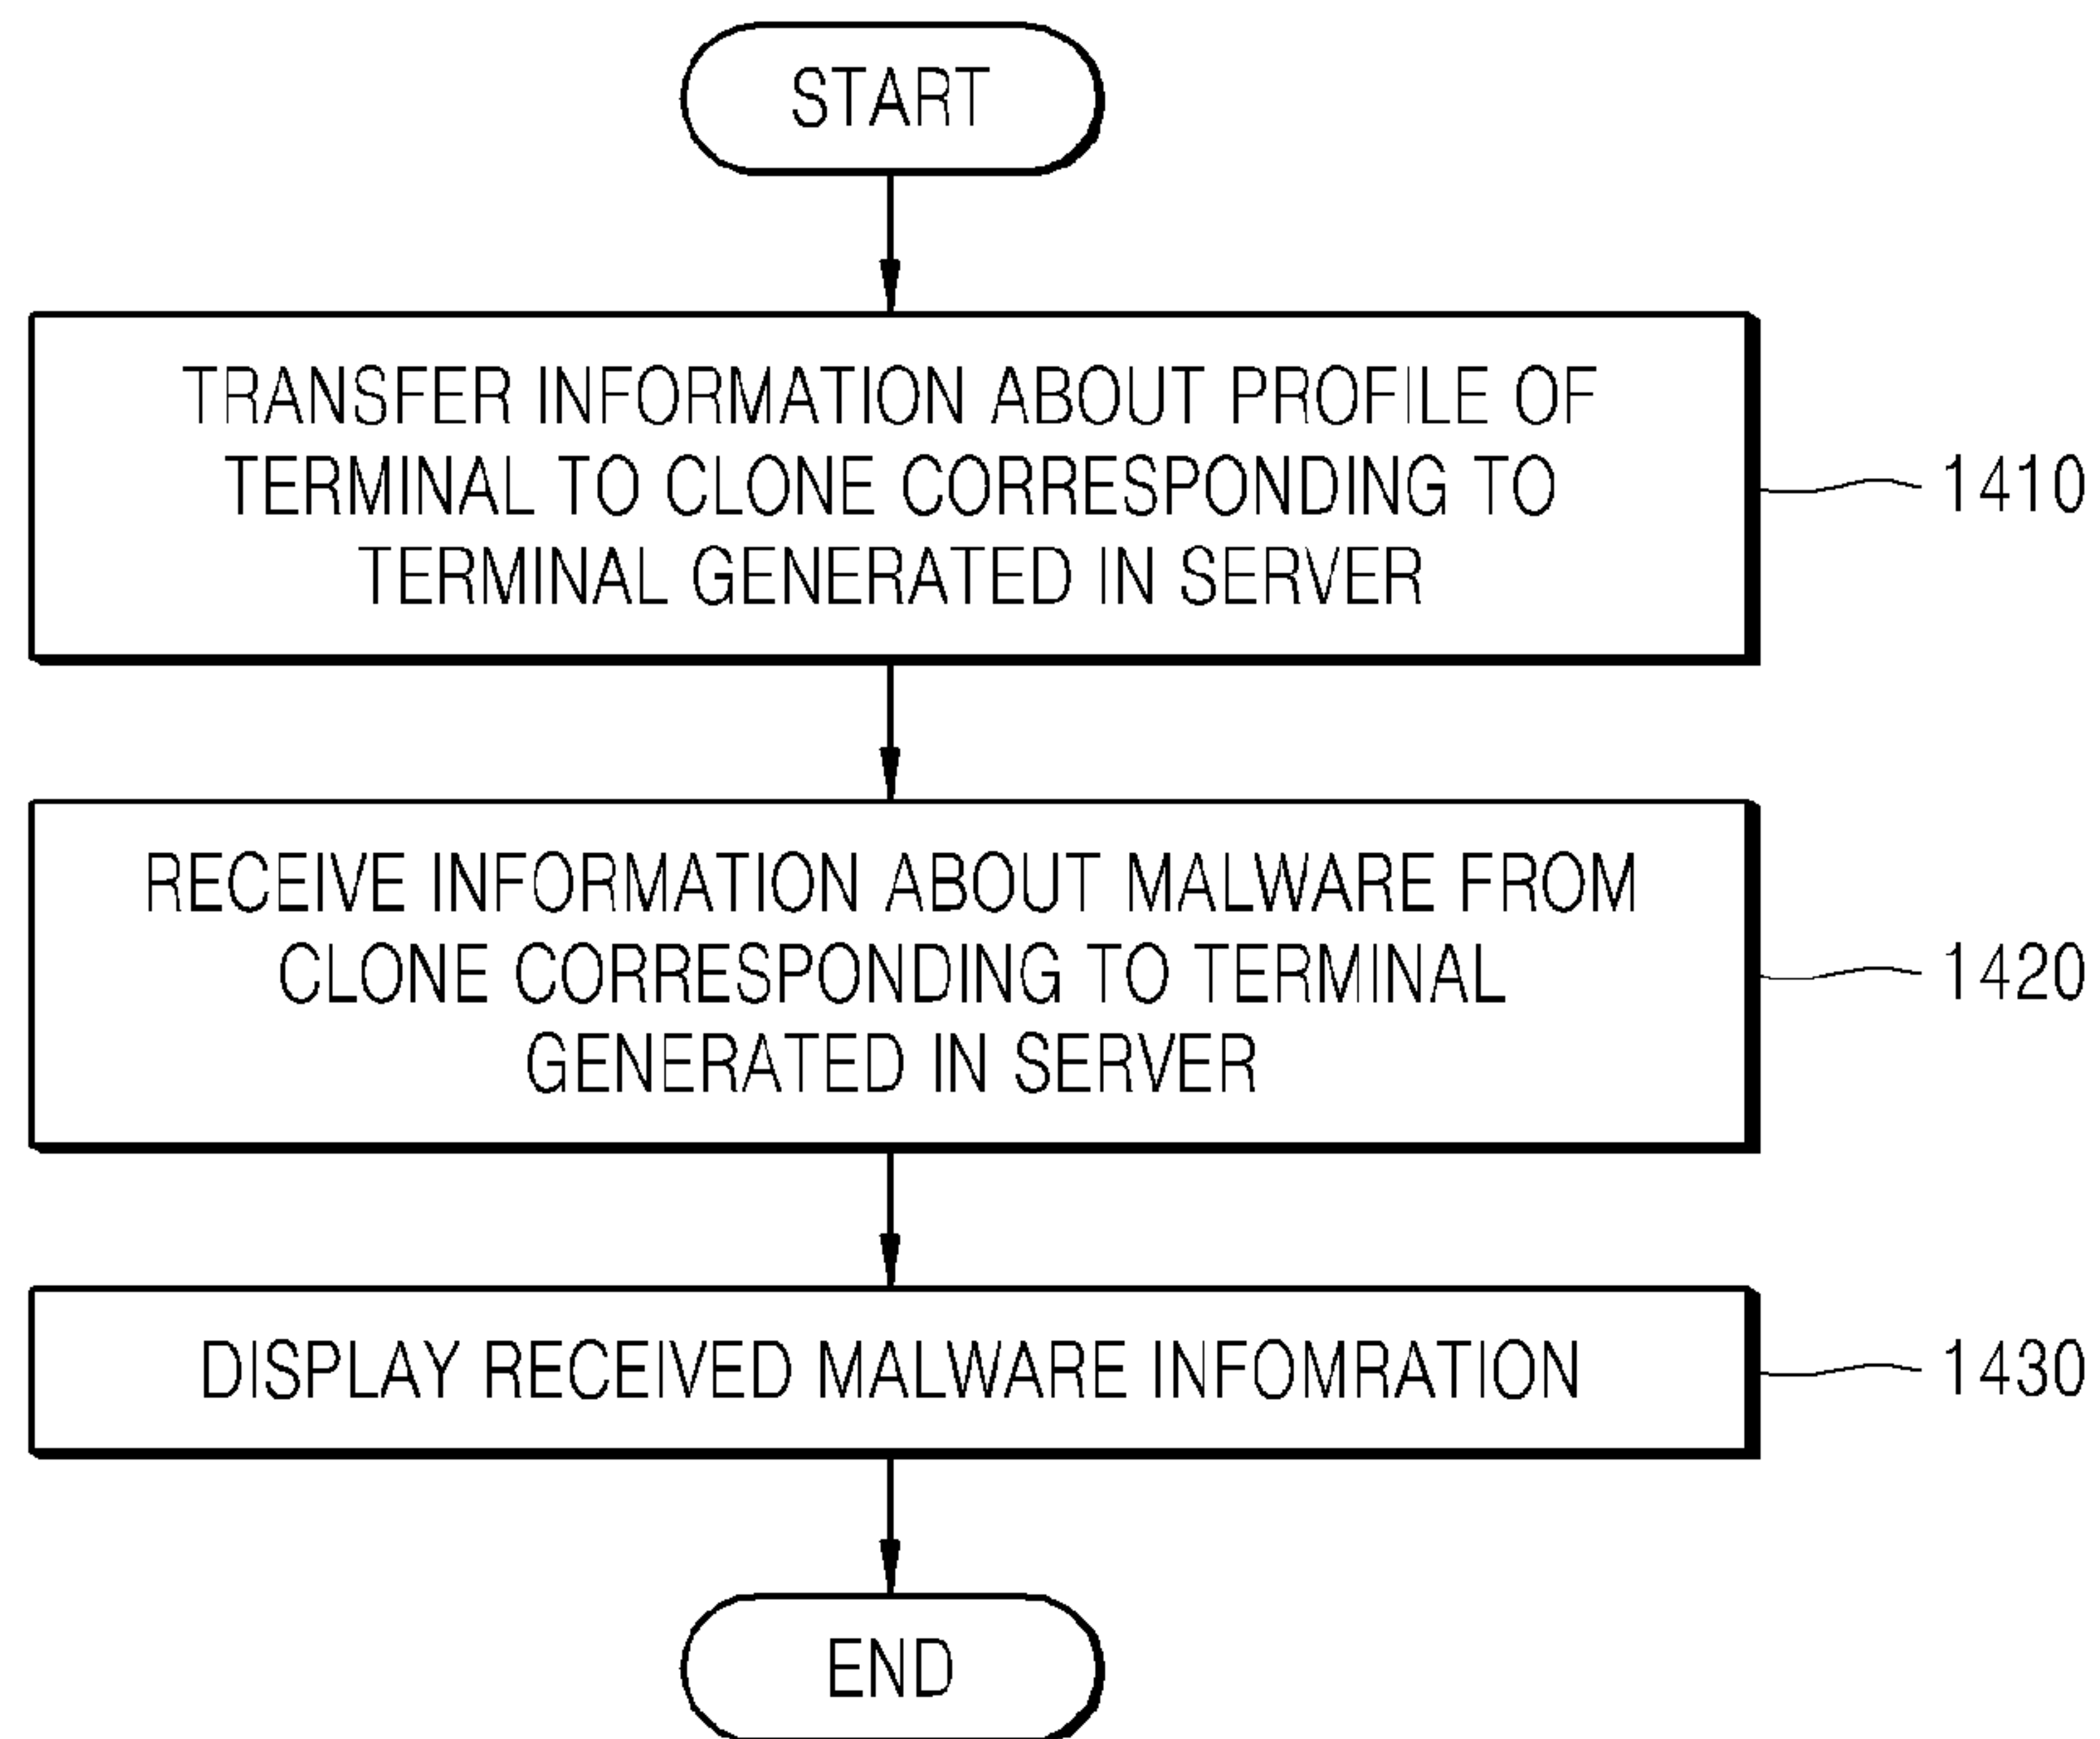 START
TRANSFER INFORMATION ABOUT PROFILE OF
TERMINAL TO CLONE CORRESPONDING TO
TERMINAL GENERATED IN SERVER
1410
RECEIVE INFORMATION ABOUT MALWARE FROM
CLONE CORRESPONDING TO TERMINAL
GENERATED IN SERVER
1420
DISPLAY RECEIVED MALWARE INFOMRATION
1430
END